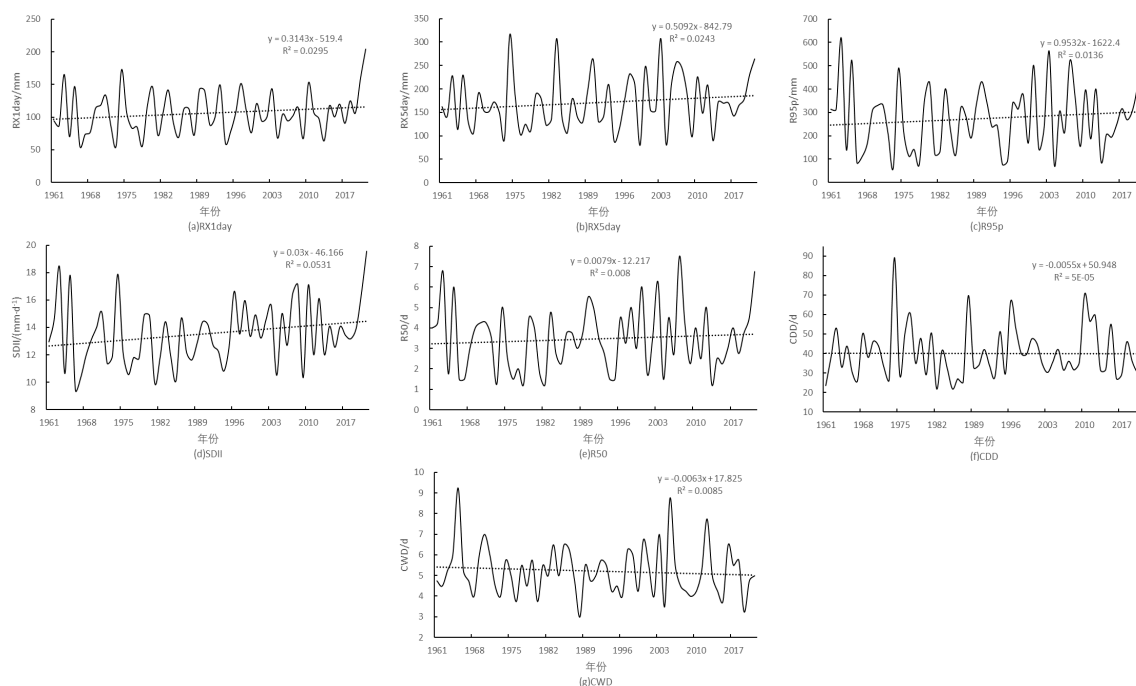 y = 0.3143x - 519.4
R² = 0.0295
RX1day/mm
250
200
150
100
50
0
1961 1968 1975 1982 1989 1996 2003 2010 2017
年份
(a)RX1day
y = 0.5092x - 842.79
R² = 0.0243
RX5day/mm
350
300
250
200
150
100
50
0
1961 1968 1975 1982 1989 1996 2003 2010 2017
年份
(b)RX5day
y = 0.9532x - 1622.4
R² = 0.0136
R95p/mm
700
600
500
400
300
200
100
0
1961 1968 1975 1982 1989 1996 2003 2010 2017
年份
(c)R95p
y = 0.03x - 46.166
R² = 0.0531
SDII/(mm·d⁻¹)
20
18
16
14
12
10
8
1961 1968 1975 1982 1989 1996 2003 2010 2017
年份
(d)SDII
y = 0.0079x - 12.217
R² = 0.008
R50/d
8
7
6
5
4
3
2
1
0
1961 1968 1975 1982 1989 1996 2003 2010 2017
年份
(e)R50
y = -0.0055x + 50.948
R² = 5E-05
CDD/d
90
80
70
60
50
40
30
20
10
1961 1968 1975 1982 1989 1996 2003 2010 2017
年份
(f)CDD
y = -0.0063x + 17.825
R² = 0.0085
CWD/d
10
9
8
7
6
5
4
3
2
1961 1968 1975 1982 1989 1996 2003 2010 2017
年份
(g)CWD